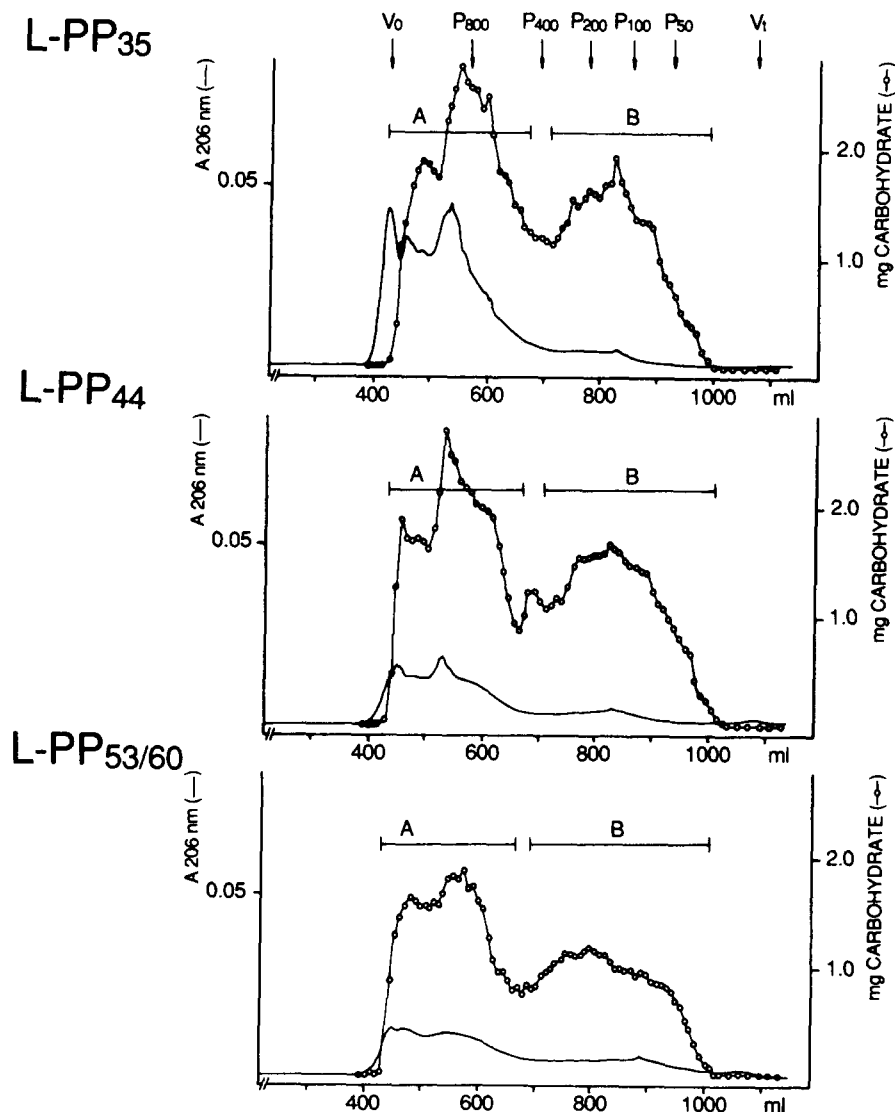 L-PP35
V0 P800 P400 P200 P100 P50 Vt
A 206 nm (—)
0.05
A
B
2.0
1.0
mg CARBOHYDRATE (-o-)
400 600 800 1000 ml
L-PP44
A 206 nm (—)
0.05
A
B
2.0
1.0
mg CARBOHYDRATE (-o-)
400 600 800 1000 ml
L-PP53/60
A 206 nm (—)
0.05
A
B
2.0
1.0
mg CARBOHYDRATE (-o-)
400 600 800 1000 ml